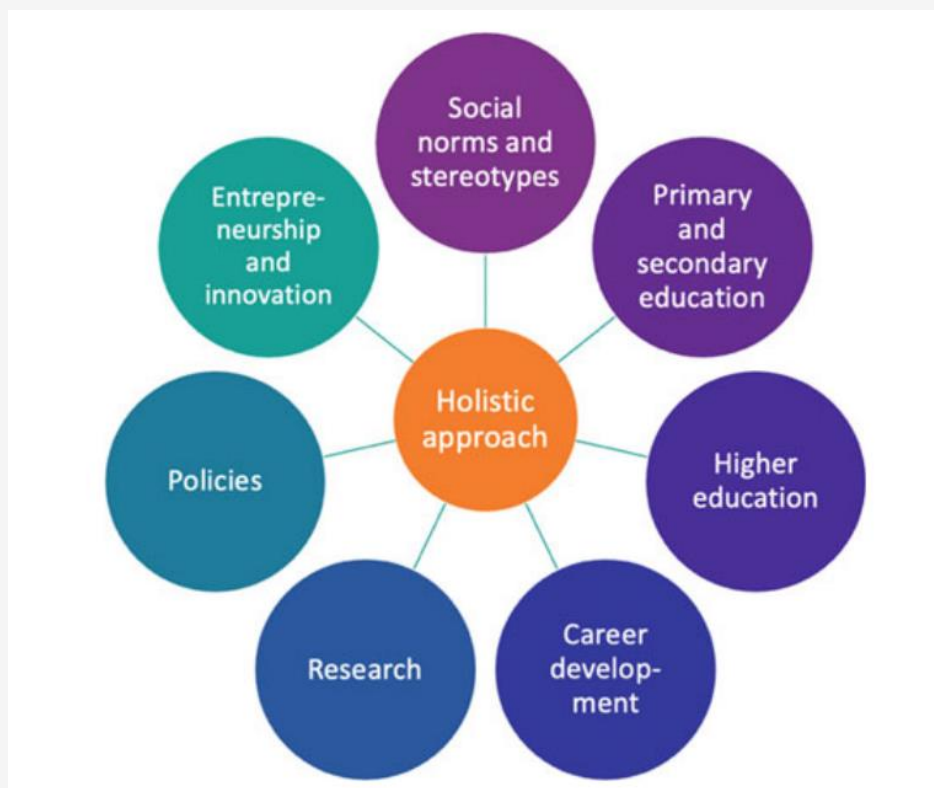 Social
norms and
stereotypes
Primary
and
secondary
education
Higher
education
Career
develop-
ment
Research
Policies
Entrepre-
neurship
and
innovation
Holistic
approach